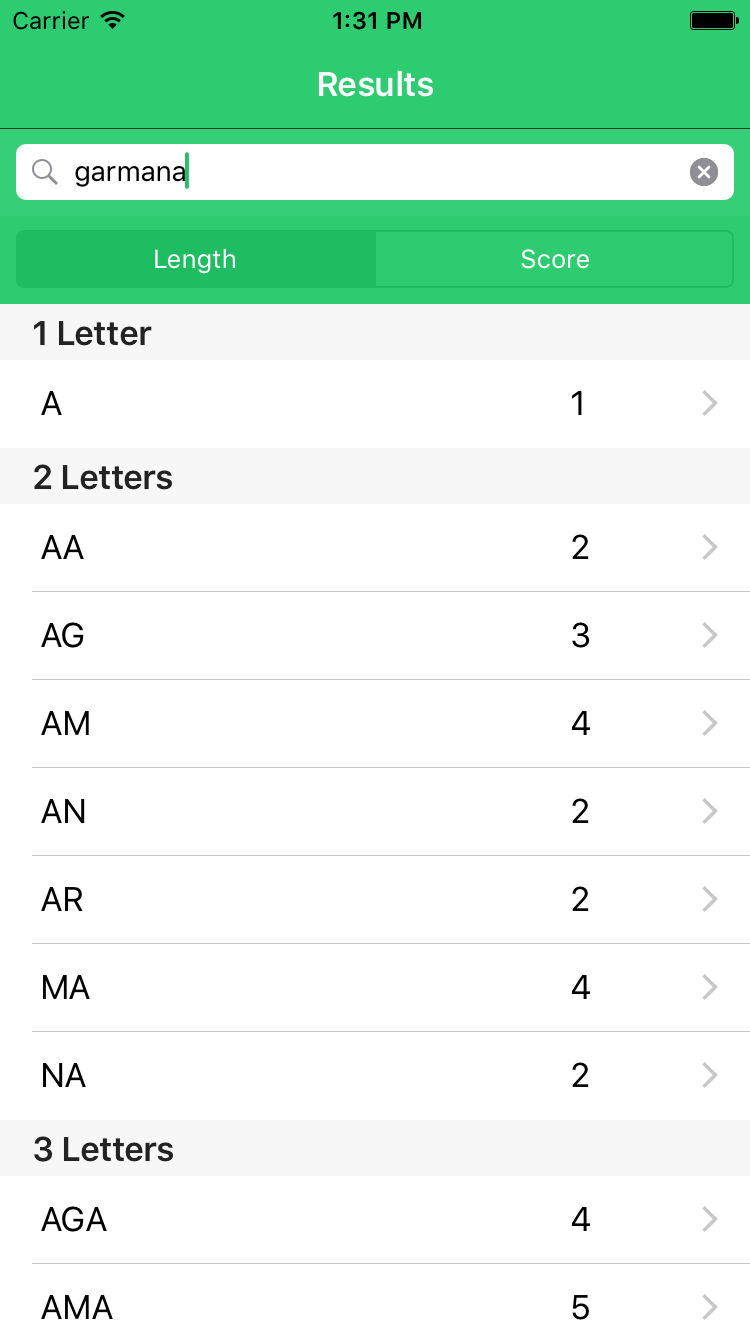 Carrier 1:31 PM
Results
garmana
Length Score
1 Letter
A 1
2 Letters
AA 2
AG 3
AM 4
AN 2
AR 2
MA 4
NA 2
3 Letters
AGA 4
AMA 5